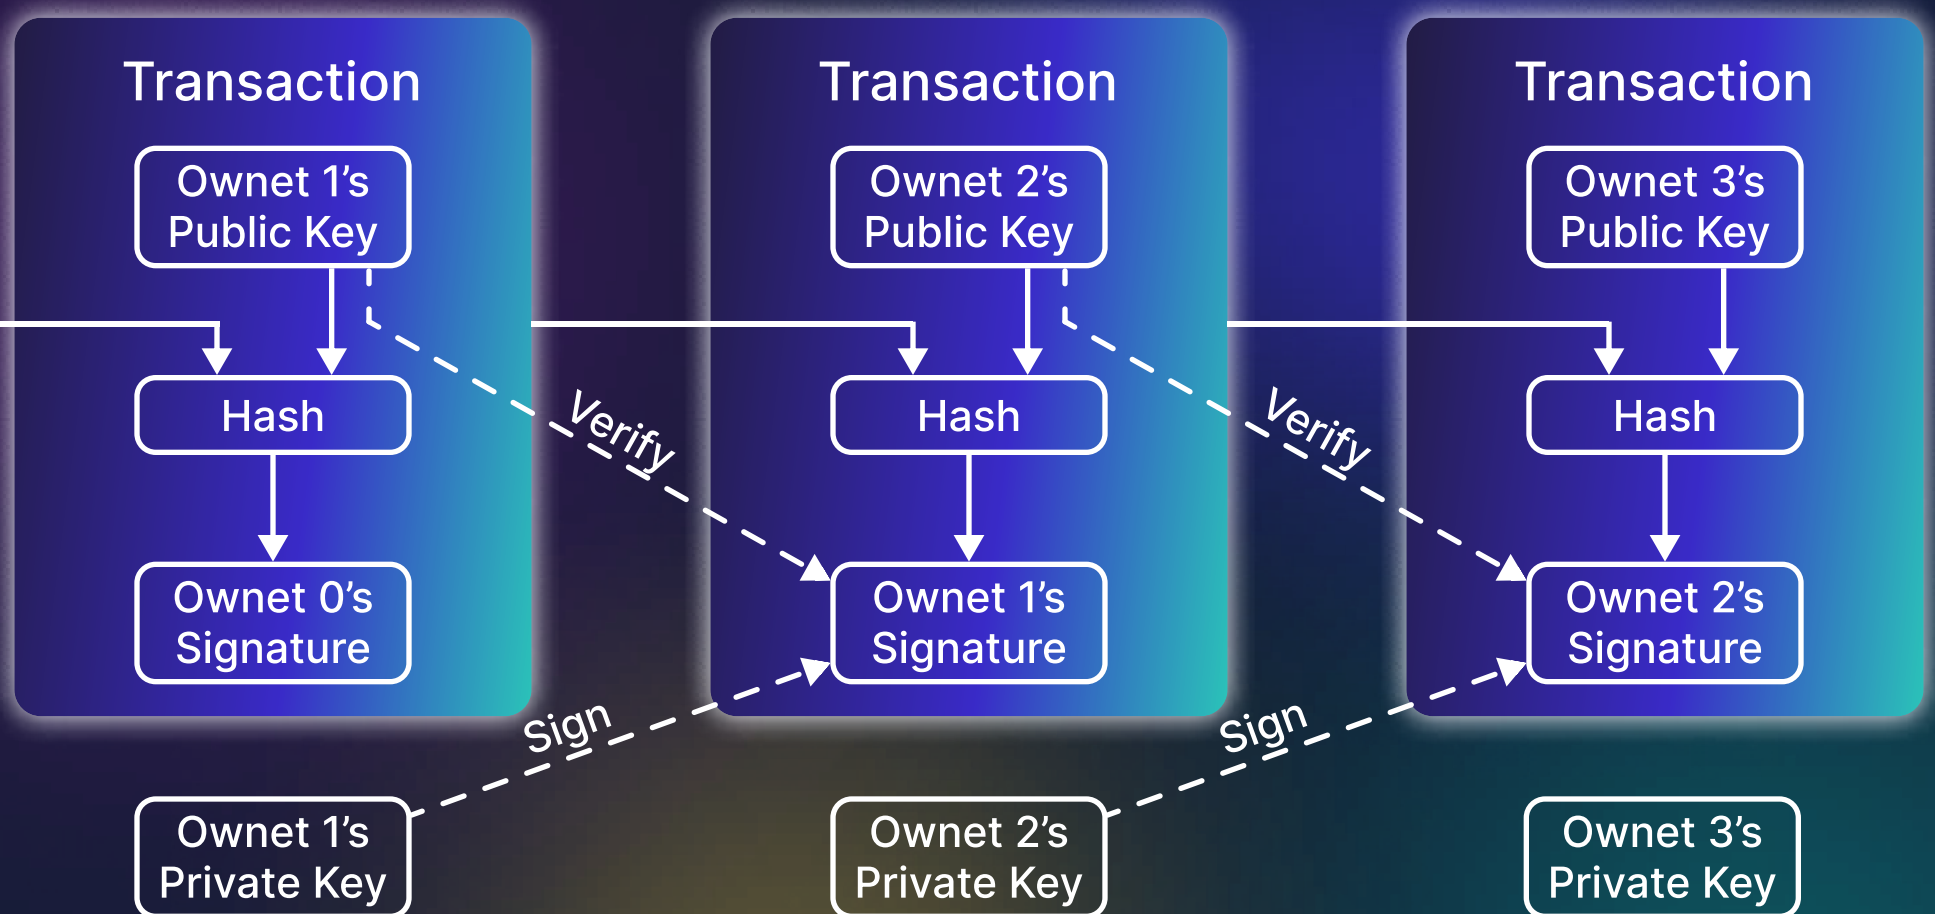 Transaction
Ownet 1’s
Public Key
Hash
Ownet 0’s
Signature
Transaction
Ownet 2’s
Public Key
Hash
Ownet 1’s
Signature
Transaction
Ownet 3’s
Public Key
Hash
Ownet 2’s
Signature
Verify
Verify
Sign
Sign
Ownet 1’s
Private Key
Ownet 2’s
Private Key
Ownet 3’s
Private Key